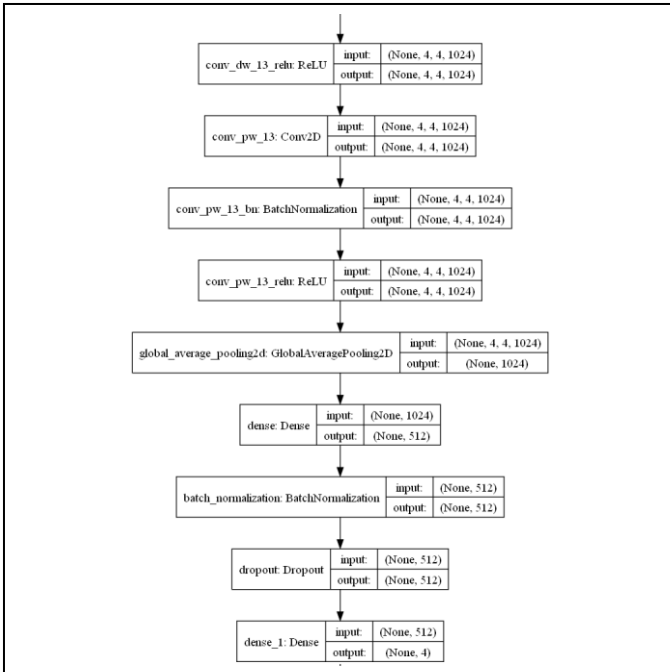 conv_dw_13_relu: ReLU input: (None, 4, 4, 1024)
output: (None, 4, 4, 1024)
conv_pw_13: Conv2D input: (None, 4, 4, 1024)
output: (None, 4, 4, 1024)
conv_pw_13_bn: BatchNormalization input: (None, 4, 4, 1024)
output: (None, 4, 4, 1024)
conv_pw_13_relu: ReLU input: (None, 4, 4, 1024)
output: (None, 4, 4, 1024)
global_average_pooling2d: GlobalAveragePooling2D input: (None, 4, 4, 1024)
output: (None, 1024)
dense: Dense input: (None, 1024)
output: (None, 512)
batch_normalization: BatchNormalization input: (None, 512)
output: (None, 512)
dropout: Dropout input: (None, 512)
output: (None, 512)
dense_1: Dense input: (None, 512)
output: (None, 4)